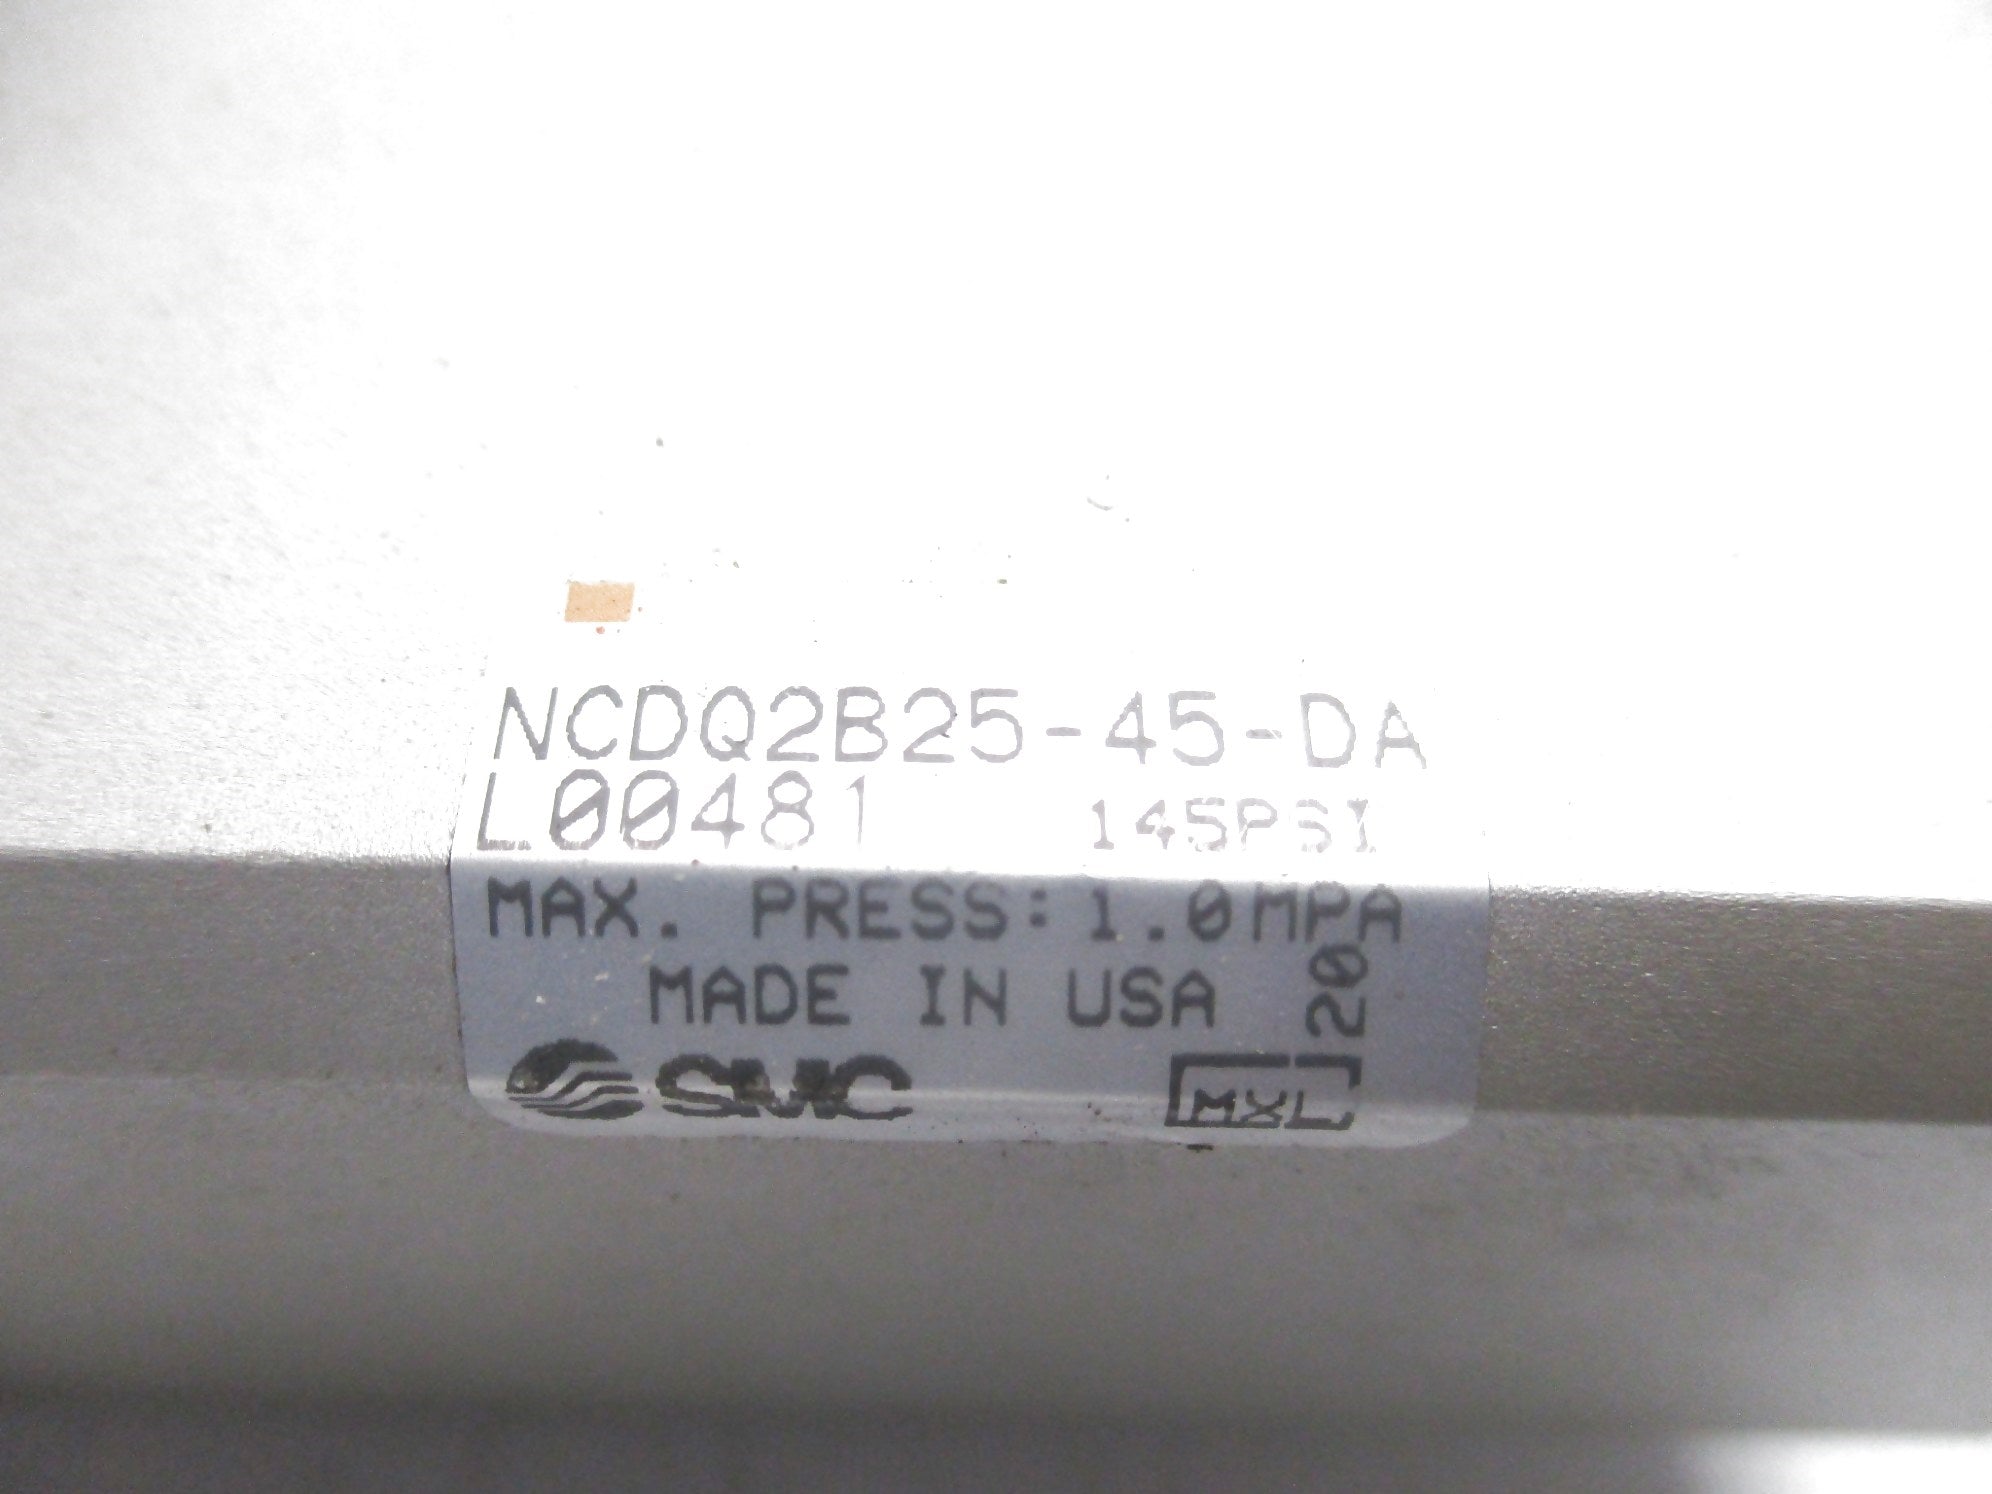 NCDQ2B25-45-DA
L00481 145PSI
MAX. PRESS:1.0MPA
MADE IN USA 20
SMC MXL